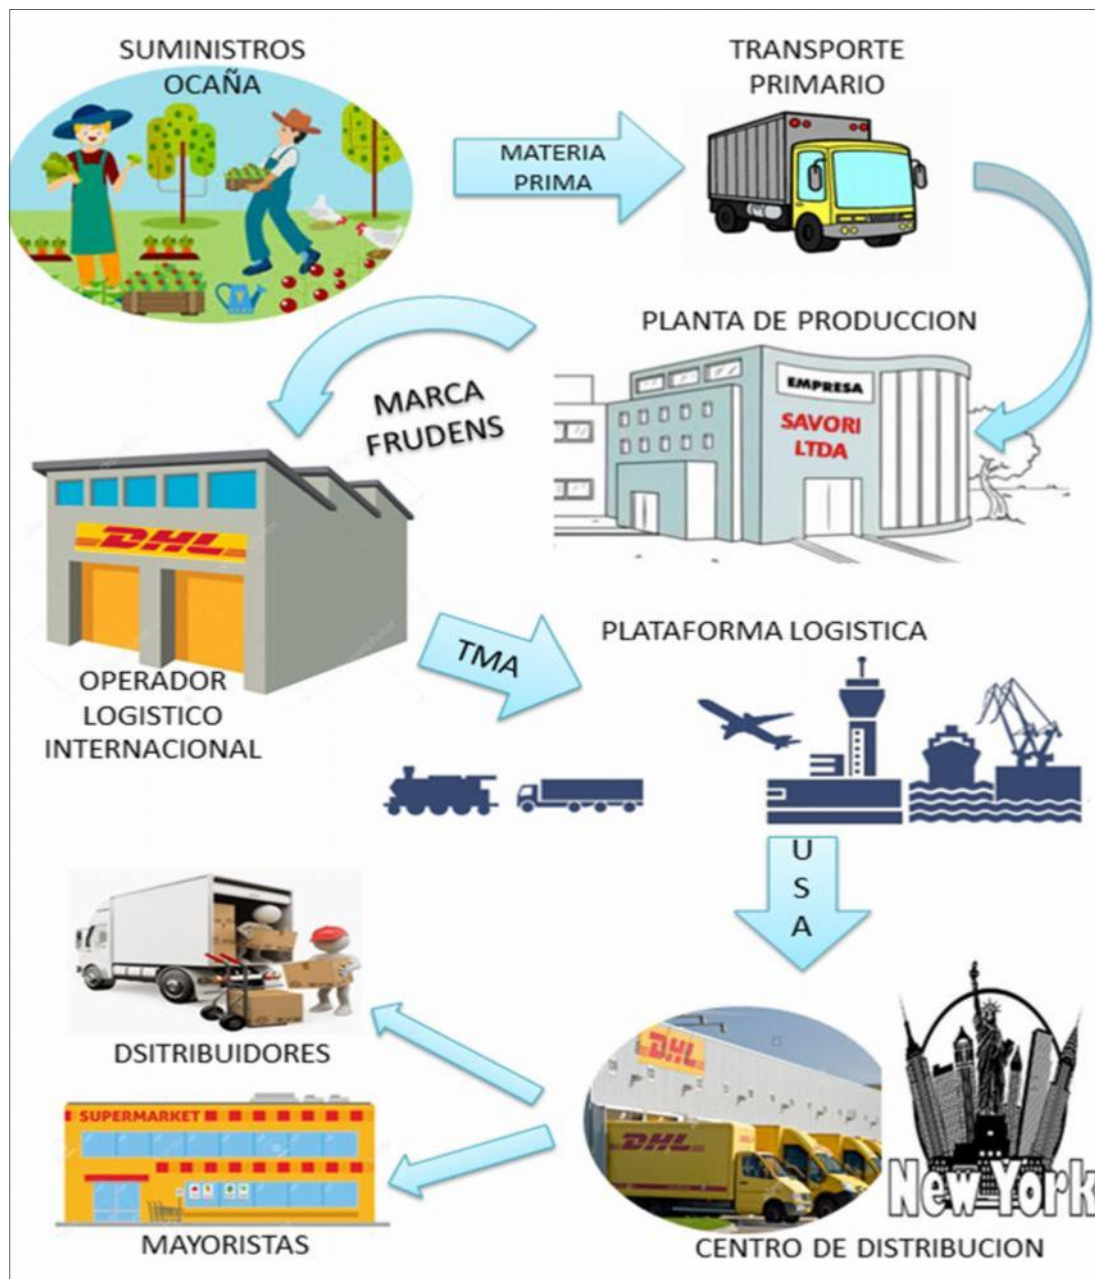 SUMINISTROS
OCAÑA
TRANSPORTE
PRIMARIO
MATERIA
PRIMA
PLANTA DE PRODUCCION
EMPRESA
SAVORI
LTDA
MARCA
FRUDENS
DHL
OPERADOR
LOGISTICO
INTERNACIONAL
TMA
PLATAFORMA LOGISTICA
U
S
A
DSITRIBUIDORES
SUPERMARKET
MAYORISTAS
DHL
DHL
New York
CENTRO DE DISTRIBUCION